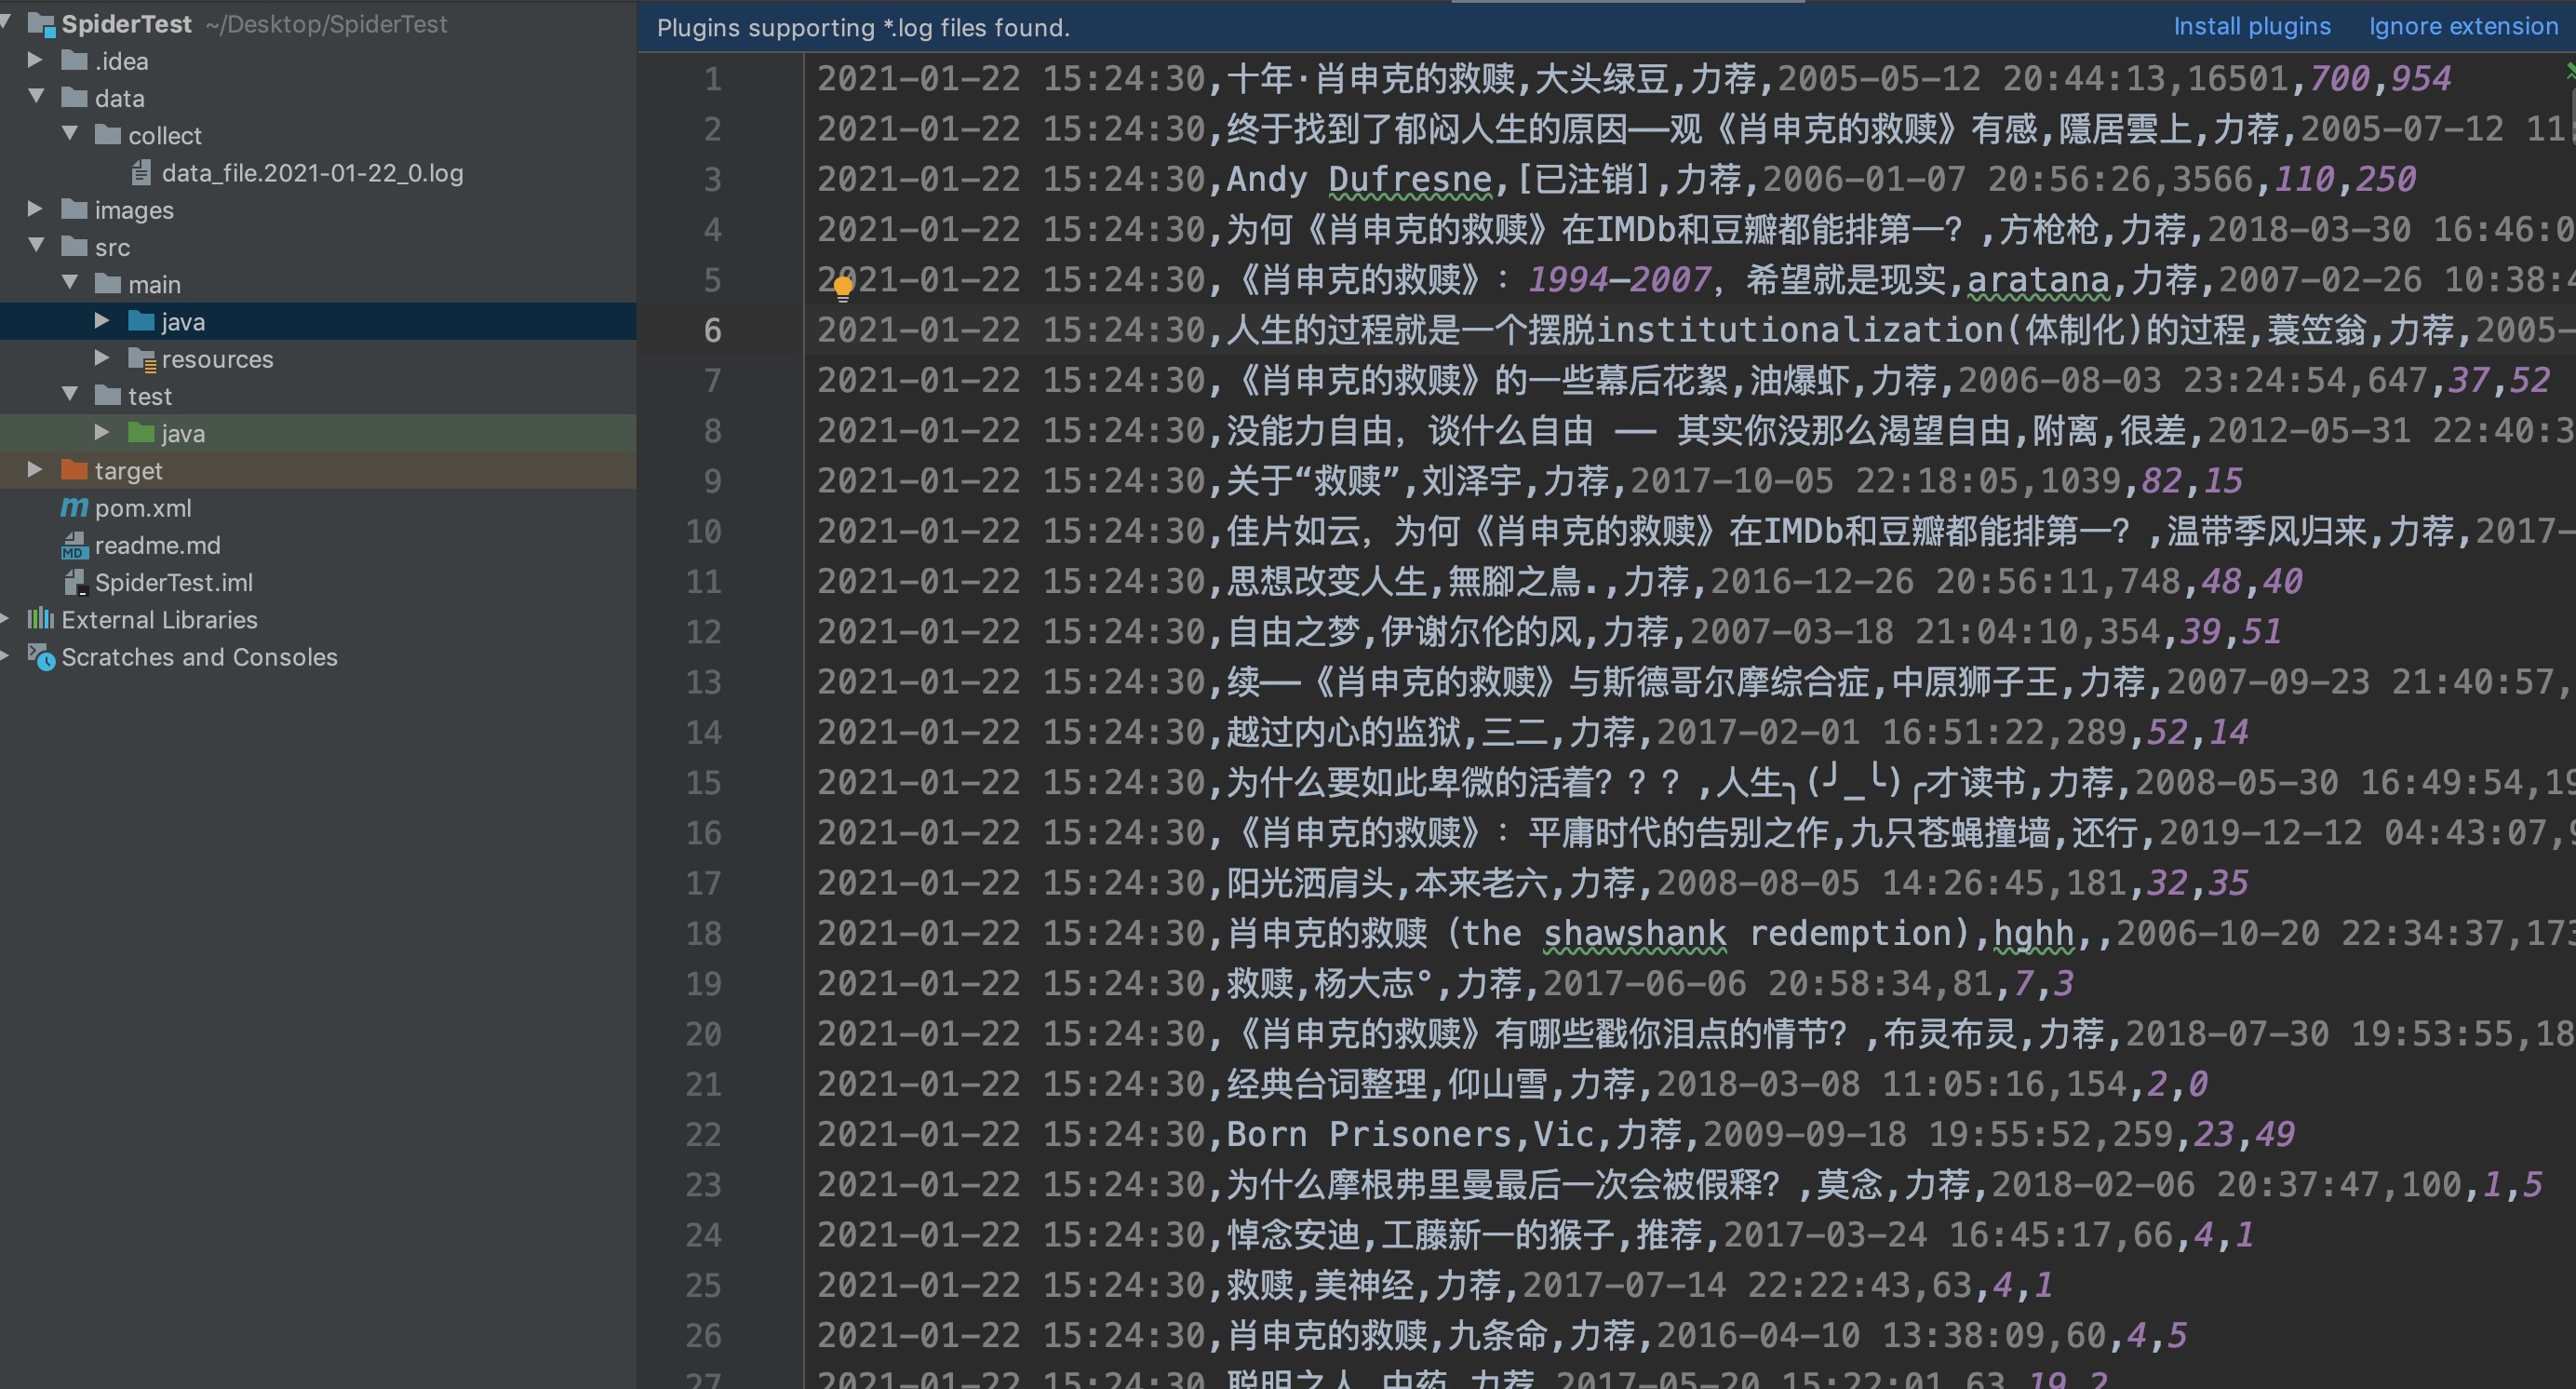 SpiderTest ~/Desktop/SpiderTest
.idea
data
collect
data_file.2021-01-22_0.log
images
src
main
java
resources
test
java
target
pom.xml
readme.md
SpiderTest.iml
External Libraries
Scratches and Consoles
Plugins supporting *.log files found.
Install plugins
Ignore extension
1 2021-01-22 15:24:30,十年·肖申克的救赎,大头绿豆,力荐,2005-05-12 20:44:13,16501,700,954
2 2021-01-22 15:24:30,终于找到了郁闷人生的原因——观《肖申克的救赎》有感,隱居雲上,力荐,2005-07-12 11
3 2021-01-22 15:24:30,Andy Dufresne,[已注销],力荐,2006-01-07 20:56:26,3566,110,250
4 2021-01-22 15:24:30,为何《肖申克的救赎》在IMDb和豆瓣都能排第一？,方枪枪,力荐,2018-03-30 16:46:0
5 2021-01-22 15:24:30,《肖申克的救赎》：1994—2007，希望就是现实,aratana,力荐,2007-02-26 10:38:4
6 2021-01-22 15:24:30,人生的过程就是一个摆脱institutionalization(体制化)的过程,蓑笠翁,力荐,2005-
7 2021-01-22 15:24:30,《肖申克的救赎》的一些幕后花絮,油爆虾,力荐,2006-08-03 23:24:54,647,37,52
8 2021-01-22 15:24:30,没能力自由，谈什么自由 —— 其实你没那么渴望自由,附离,很差,2012-05-31 22:40:3
9 2021-01-22 15:24:30,关于“救赎”,刘泽宇,力荐,2017-10-05 22:18:05,1039,82,15
10 2021-01-22 15:24:30,佳片如云，为何《肖申克的救赎》在IMDb和豆瓣都能排第一？,温带季风归来,力荐,2017-
11 2021-01-22 15:24:30,思想改变人生,無腳之鳥.,力荐,2016-12-26 20:56:11,748,48,40
12 2021-01-22 15:24:30,自由之梦,伊谢尔伦的风,力荐,2007-03-18 21:04:10,354,39,51
13 2021-01-22 15:24:30,续——《肖申克的救赎》与斯德哥尔摩综合症,中原狮子王,力荐,2007-09-23 21:40:57,
14 2021-01-22 15:24:30,越过内心的监狱,三二,力荐,2017-02-01 16:51:22,289,52,14
15 2021-01-22 15:24:30,为什么要如此卑微的活着？？？,人生╮(╯_╰)╭才读书,力荐,2008-05-30 16:49:54,19
16 2021-01-22 15:24:30,《肖申克的救赎》：平庸时代的告别之作,九只苍蝇撞墙,还行,2019-12-12 04:43:07,9
17 2021-01-22 15:24:30,阳光洒肩头,本来老六,力荐,2008-08-05 14:26:45,181,32,35
18 2021-01-22 15:24:30,肖申克的救赎（the shawshank redemption),hghh,,2006-10-20 22:34:37,173
19 2021-01-22 15:24:30,救赎,杨大志°,力荐,2017-06-06 20:58:34,81,7,3
20 2021-01-22 15:24:30,《肖申克的救赎》有哪些戳你泪点的情节？,布灵布灵,力荐,2018-07-30 19:53:55,18
21 2021-01-22 15:24:30,经典台词整理,仰山雪,力荐,2018-03-08 11:05:16,154,2,0
22 2021-01-22 15:24:30,Born Prisoners,Vic,力荐,2009-09-18 19:55:52,259,23,49
23 2021-01-22 15:24:30,为什么摩根弗里曼最后一次会被假释？,莫念,力荐,2018-02-06 20:37:47,100,1,5
24 2021-01-22 15:24:30,悼念安迪,工藤新一的猴子,推荐,2017-03-24 16:45:17,66,4,1
25 2021-01-22 15:24:30,救赎,美神经,力荐,2017-07-14 22:22:43,63,4,1
26 2021-01-22 15:24:30,肖申克的救赎,九条命,力荐,2016-04-10 13:38:09,60,4,5
27 2021-01-22 15:24:30,聪明之人,中药,力荐,2017-05-20 15:22:01,63,19,2